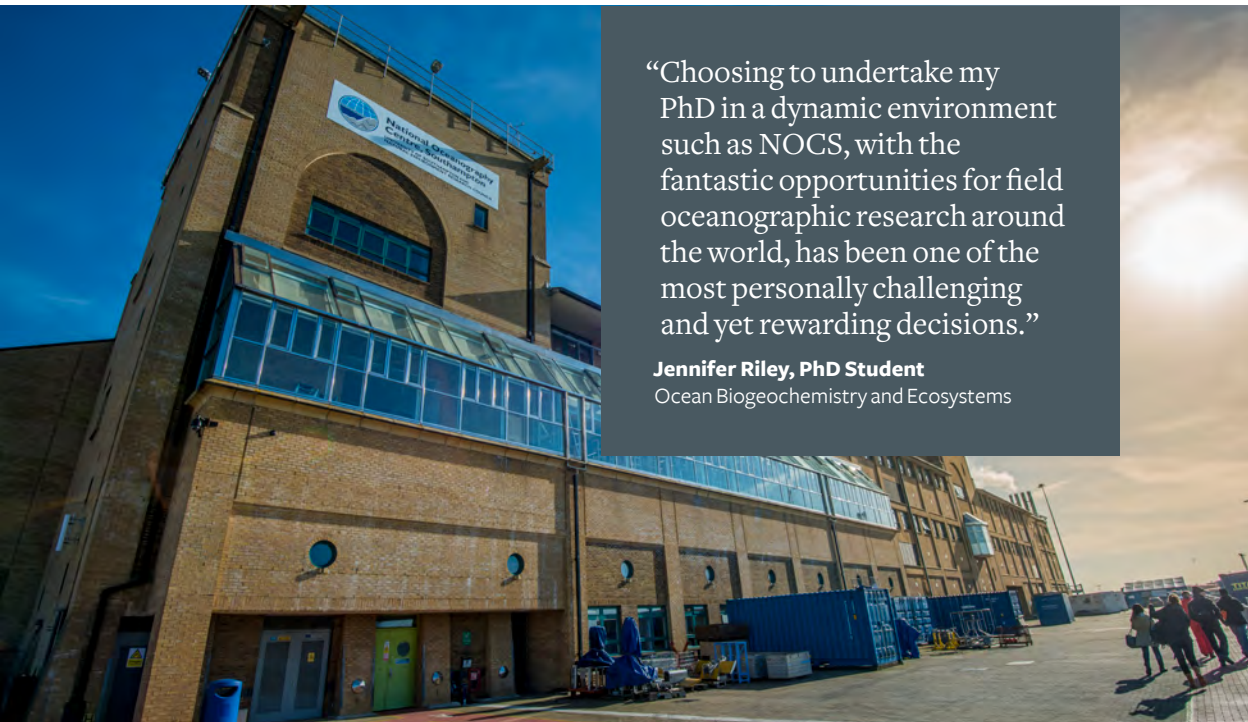 National Oceanography
Centre, Southampton
“Choosing to undertake my
PhD in a dynamic environment
such as NOCS, with the
fantastic opportunities for field
oceanographic research around
the world, has been one of the
most personally challenging
and yet rewarding decisions.”
Jennifer Riley, PhD Student
Ocean Biogeochemistry and Ecosystems